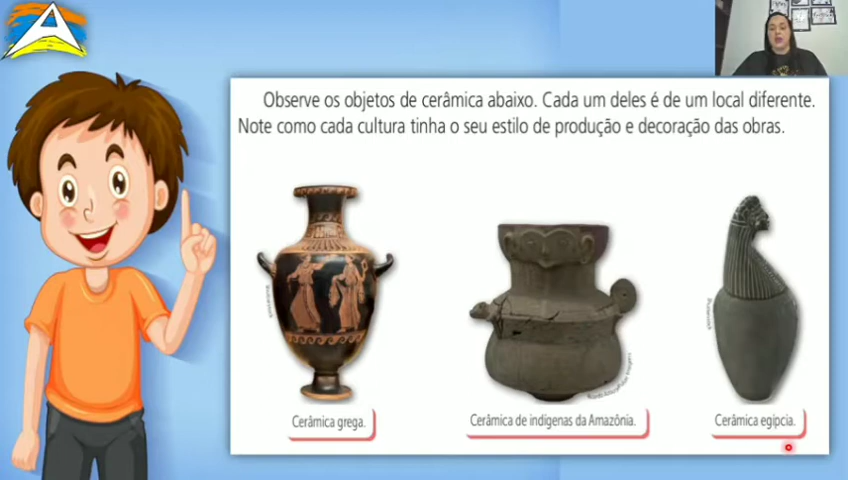 Observe os objetos de cerâmica abaixo. Cada um deles é de um local diferente.
Note como cada cultura tinha o seu estilo de produção e decoração das obras.
Cerâmica grega.
Cerâmica de indígenas da Amazônia.
Cerâmica egípcia.